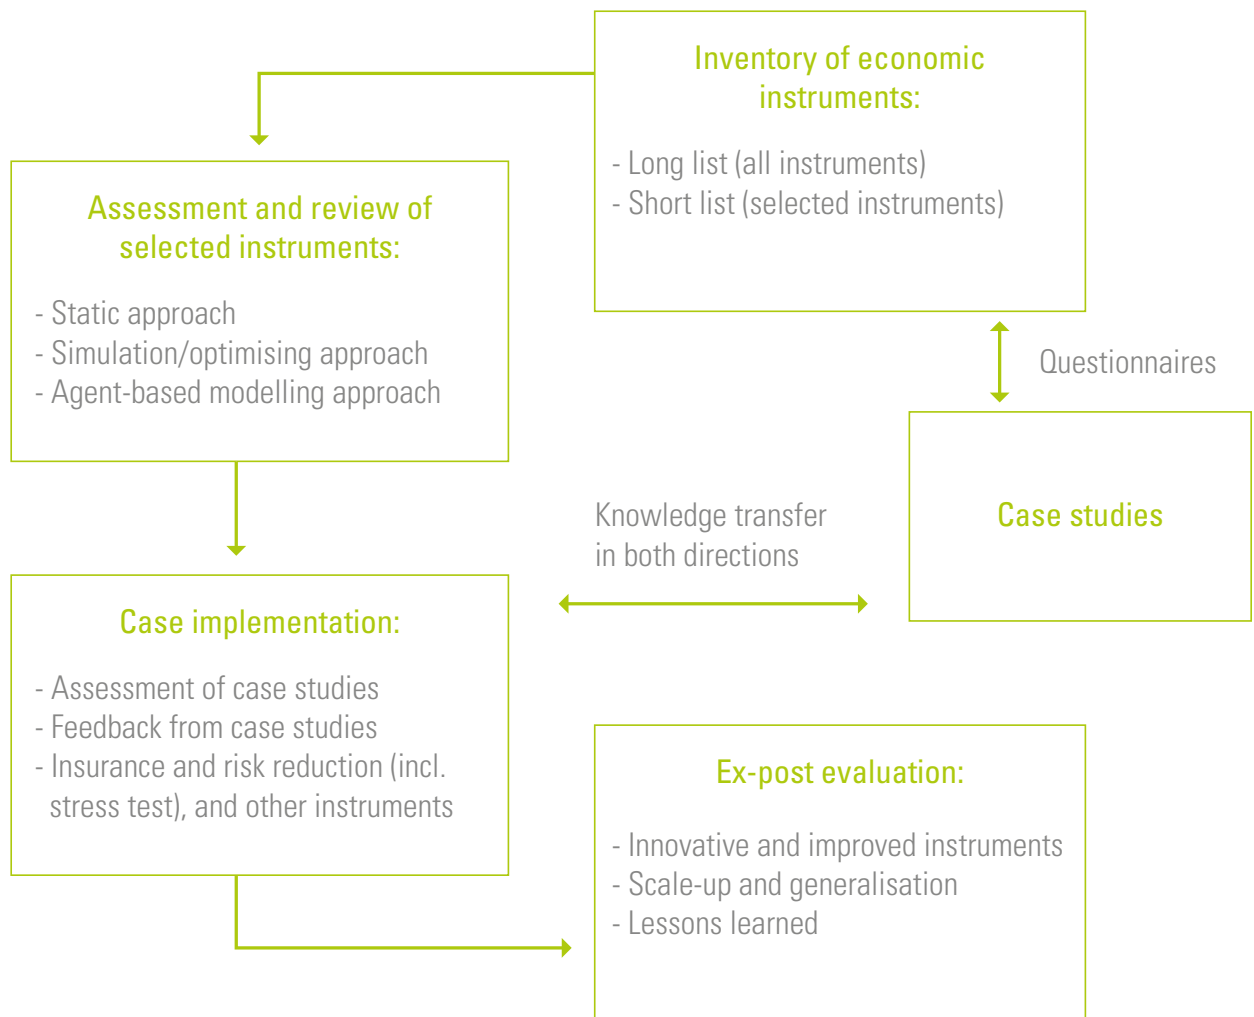 Inventory of economic
instruments:
- Long list (all instruments)
- Short list (selected instruments)
Assessment and review of
selected instruments:
- Static approach
- Simulation/optimising approach
- Agent-based modelling approach
Questionnaires
Case studies
Knowledge transfer
in both directions
Case implementation:
- Assessment of case studies
- Feedback from case studies
- Insurance and risk reduction (incl.
stress test), and other instruments
Ex-post evaluation:
- Innovative and improved instruments
- Scale-up and generalisation
- Lessons learned